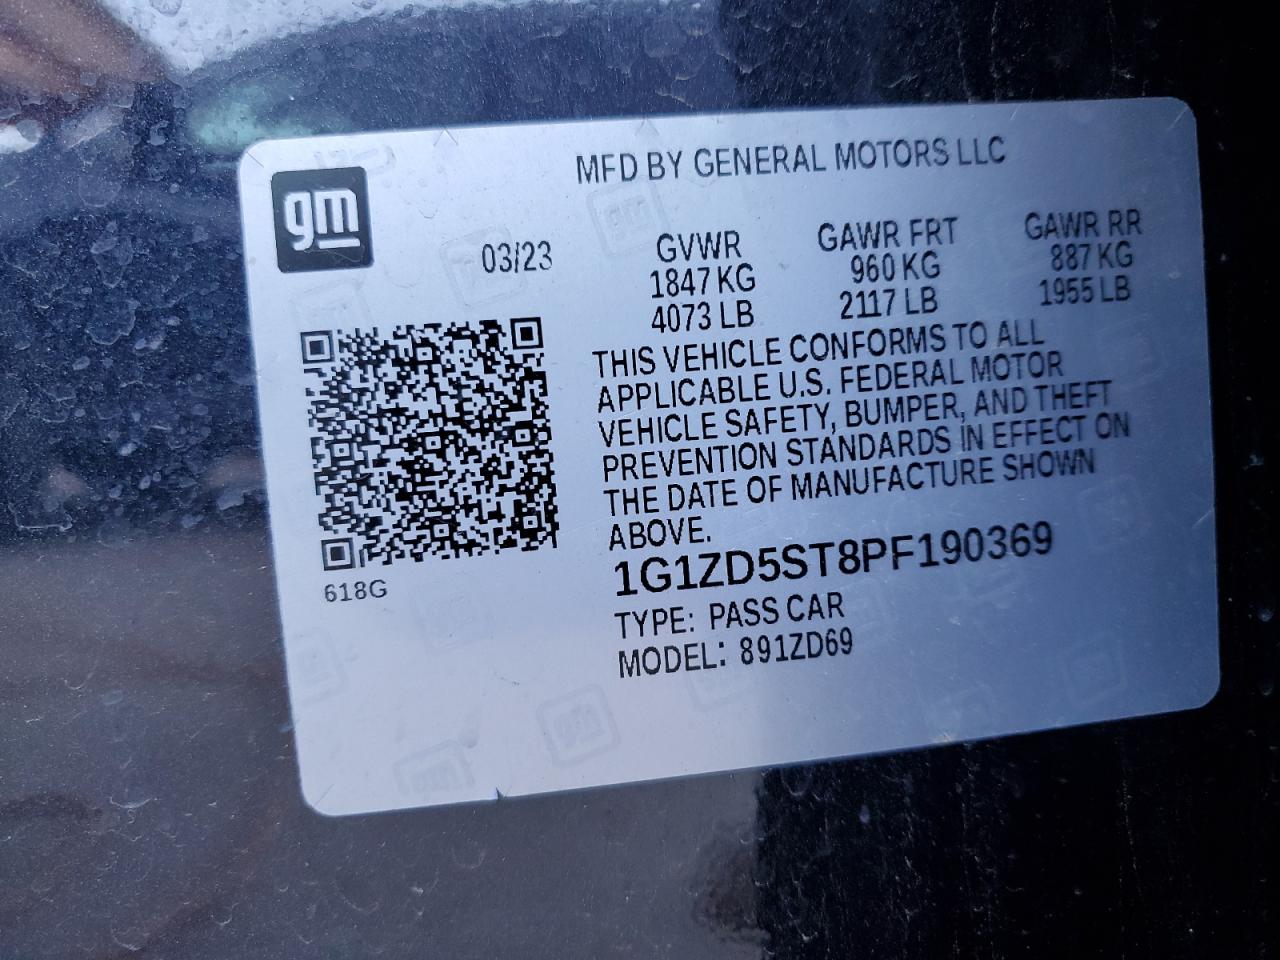 gm
MFD BY GENERAL MOTORS LLC
03/23
GVWR GAWR FRT GAWR RR
1847 KG 960 KG 887 KG
4073 LB 2117 LB 1955 LB
THIS VEHICLE CONFORMS TO ALL
APPLICABLE U.S. FEDERAL MOTOR
VEHICLE SAFETY, BUMPER, AND THEFT
PREVENTION STANDARDS IN EFFECT ON
THE DATE OF MANUFACTURE SHOWN
ABOVE.
1G1ZD5ST8PF190369
618G
TYPE: PASS CAR
MODEL: 891ZD69